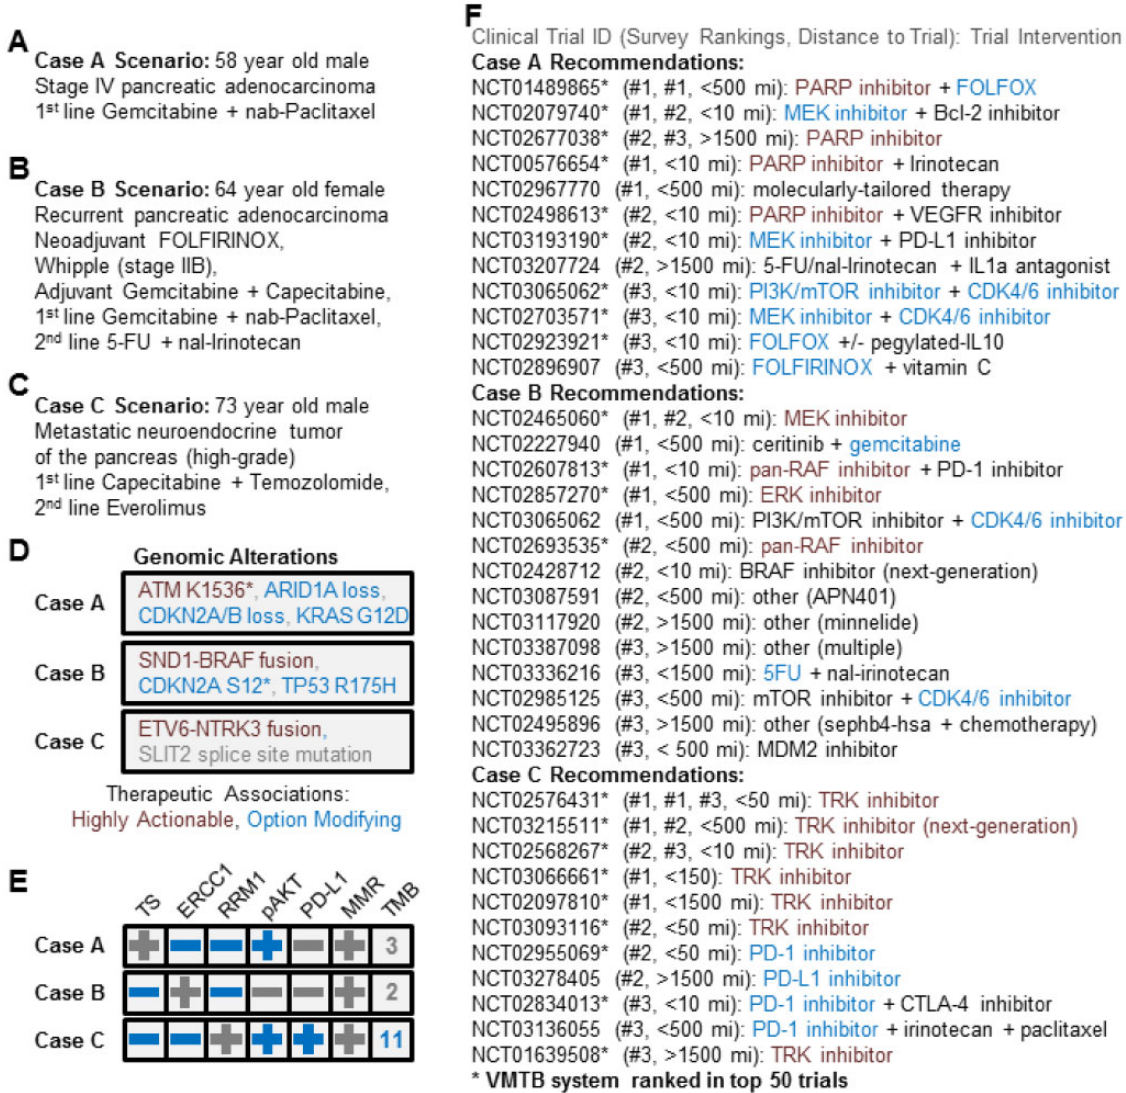 A
Case A Scenario: 58 year old male
Stage IV pancreatic adenocarcinoma
1st line Gemcitabine + nab-Paclitaxel
B
Case B Scenario: 64 year old female
Recurrent pancreatic adenocarcinoma
Neoadjuvant FOLFIRINOX,
Whipple (stage IIB),
Adjuvant Gemcitabine + Capecitabine,
1st line Gemcitabine + nab-Paclitaxel,
2nd line 5-FU + nal-Irinotecan
C
Case C Scenario: 73 year old male
Metastatic neuroendocrine tumor
of the pancreas (high-grade)
1st line Capecitabine + Temozolomide,
2nd line Everolimus
D
Genomic Alterations
Case A
ATM K1536*, ARID1A loss,
CDKN2A/B loss, KRAS G12D
Case B
SND1-BRAF fusion,
CDKN2A S12*, TP53 R175H
Case C
ETV6-NTRK3 fusion,
SLIT2 splice site mutation
Therapeutic Associations:
Highly Actionable, Option Modifying
E
TS ERCC1 RRM1 pAKT PD-L1 MMR TMB
Case A + − − + − + 3
Case B − + − − − + 2
Case C − − + + + + 11
F
Clinical Trial ID (Survey Rankings, Distance to Trial): Trial Intervention
Case A Recommendations:
NCT01489865* (#1, #1, <500 mi): PARP inhibitor + FOLFOX
NCT02079740* (#1, #2, <10 mi): MEK inhibitor + Bcl-2 inhibitor
NCT02677038* (#2, #3, >1500 mi): PARP inhibitor
NCT00576654* (#1, <10 mi): PARP inhibitor + Irinotecan
NCT02967770 (#1, <500 mi): molecularly-tailored therapy
NCT02498613* (#2, <10 mi): PARP inhibitor + VEGFR inhibitor
NCT03193190* (#2, <10 mi): MEK inhibitor + PD-L1 inhibitor
NCT03207724 (#2, >1500 mi): 5-FU/nal-Irinotecan + IL1a antagonist
NCT03065062* (#3, <10 mi): PI3K/mTOR inhibitor + CDK4/6 inhibitor
NCT02703571* (#3, <10 mi): MEK inhibitor + CDK4/6 inhibitor
NCT02923921* (#3, <10 mi): FOLFOX +/- pegylated-IL10
NCT02896907 (#3, <500 mi): FOLFIRINOX + vitamin C
Case B Recommendations:
NCT02465060* (#1, #2, <10 mi): MEK inhibitor
NCT02227940 (#1, <500 mi): ceritinib + gemcitabine
NCT02607813* (#1, <10 mi): pan-RAF inhibitor + PD-1 inhibitor
NCT02857270* (#1, <500 mi): ERK inhibitor
NCT03065062 (#1, <500 mi): PI3K/mTOR inhibitor + CDK4/6 inhibitor
NCT02693535* (#2, <500 mi): pan-RAF inhibitor
NCT02428712 (#2, <10 mi): BRAF inhibitor (next-generation)
NCT03087591 (#2, <500 mi): other (APN401)
NCT03117920 (#2, >1500 mi): other (minnelide)
NCT03387098 (#3, >1500 mi): other (multiple)
NCT03336216 (#3, <1500 mi): 5FU + nal-irinotecan
NCT02985125 (#3, <500 mi): mTOR inhibitor + CDK4/6 inhibitor
NCT02495896 (#3, >1500 mi): other (sephb4-hsa + chemotherapy)
NCT03362723 (#3, < 500 mi): MDM2 inhibitor
Case C Recommendations:
NCT02576431* (#1, #1, #3, <50 mi): TRK inhibitor
NCT03215511* (#1, #2, <500 mi): TRK inhibitor (next-generation)
NCT02568267* (#2, #3, <10 mi): TRK inhibitor
NCT03066661* (#1, <150): TRK inhibitor
NCT02097810* (#1, <1500 mi): TRK inhibitor
NCT03093116* (#2, <50 mi): TRK inhibitor
NCT02955069* (#2, <50 mi): PD-1 inhibitor
NCT03278405 (#2, >1500 mi): PD-L1 inhibitor
NCT02834013* (#3, <10 mi): PD-1 inhibitor + CTLA-4 inhibitor
NCT03136055 (#3, <500 mi): PD-1 inhibitor + irinotecan + paclitaxel
NCT01639508* (#3, >1500 mi): TRK inhibitor
* VMTB system ranked in top 50 trials